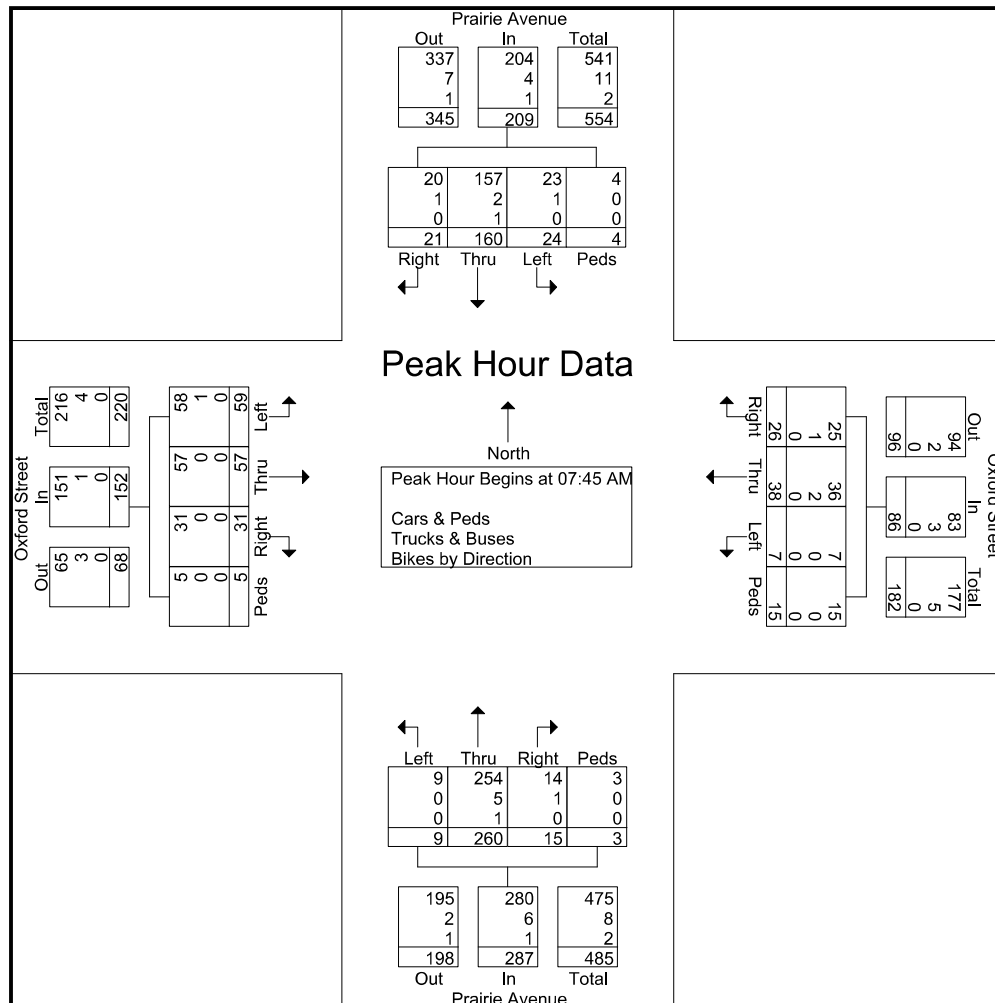 Prairie Avenue
Out In Total
337 204 541
7 4 11
1 1 2
345 209 554
20 157 23 4
1 2 1 0
0 1 0 0
21 160 24 4
Right Thru Left Peds
Peak Hour Data
North
Peak Hour Begins at 07:45 AM
Cars & Peds
Trucks & Buses
Bikes by Direction
Oxford Street
Out In Total
65 151 216
3 1 4
0 0 0
68 152 220
5 31 57 58
0 0 0 1
0 0 0 0
5 31 57 59
Peds Right Thru Left
Oxford Street
Out In Total
94 83 177
2 3 5
0 0 0
96 86 182
25 36 7 15
1 2 0 0
0 0 0 0
26 38 7 15
Right Thru Left Peds
Left Thru Right Peds
9 254 14 3
0 5 1 0
0 1 0 0
9 260 15 3
195 280 475
2 6 8
1 1 2
198 287 485
Out In Total
Prairie Avenue